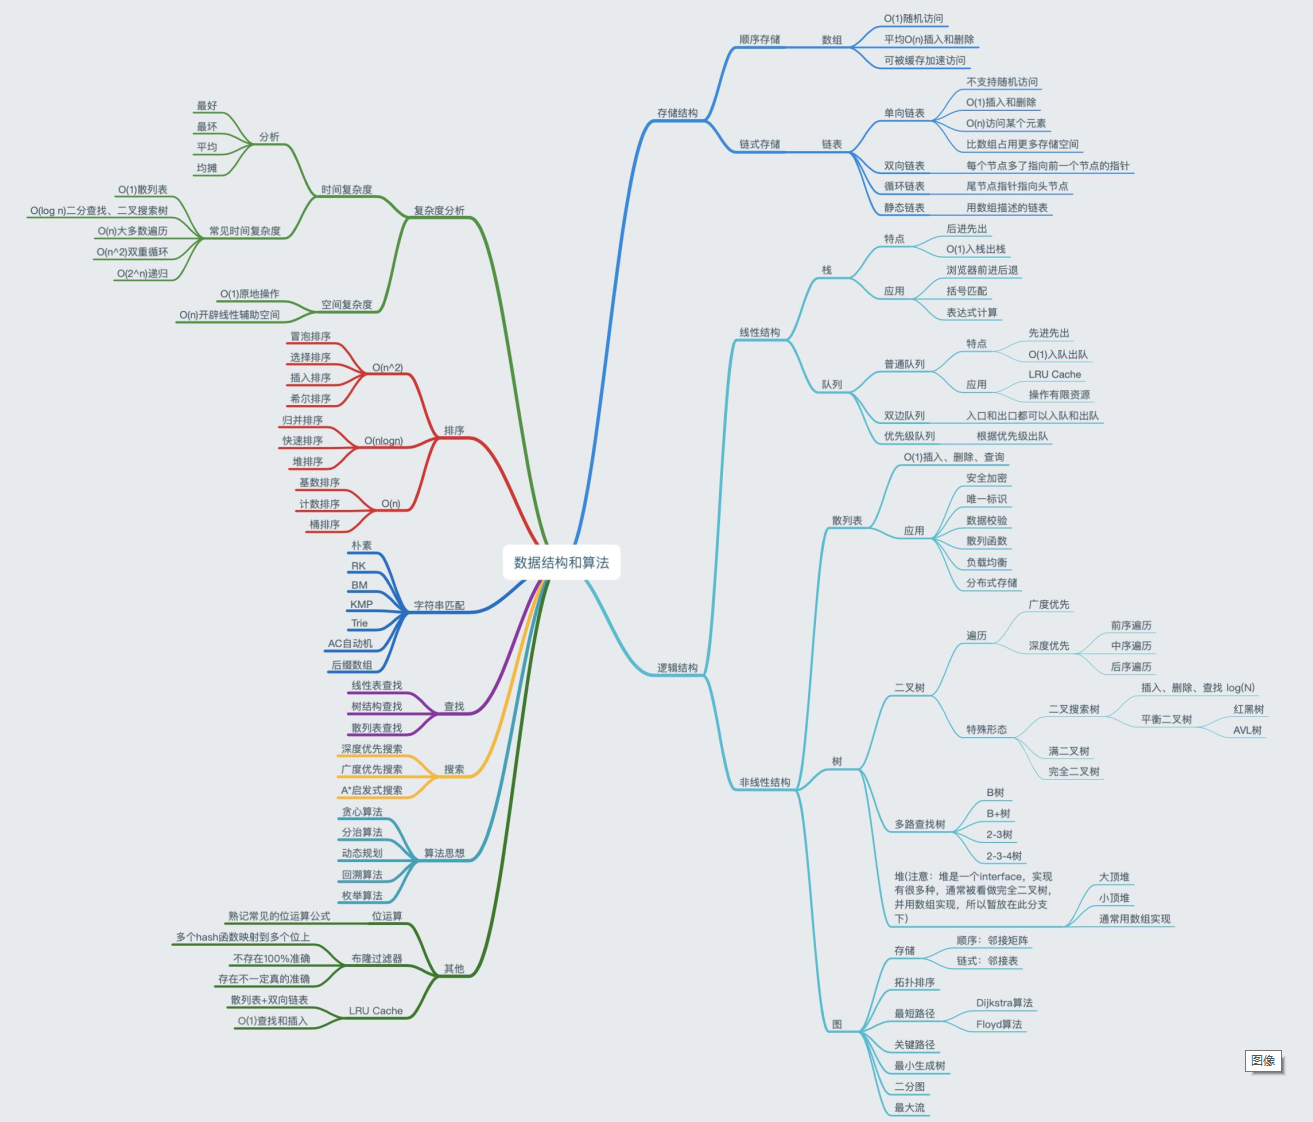 数据结构和算法
存储结构
顺序存储
数组
O(1)随机访问
平均O(n)插入和删除
可被缓存加速访问
链式存储
链表
单向链表
不支持随机访问
O(1)插入和删除
O(n)访问某个元素
比数组占用更多存储空间
双向链表
每个节点多了指向前一个节点的指针
循环链表
尾节点指针指向头节点
静态链表
用数组描述的链表
逻辑结构
线性结构
栈
特点
后进先出
O(1)入栈出栈
应用
浏览器前进后退
括号匹配
表达式计算
队列
普通队列
特点
先进先出
O(1)入队出队
应用
LRU Cache
操作有限资源
双边队列
入口和出口都可以入队和出队
优先级队列
根据优先级出队
非线性结构
散列表
O(1)插入、删除、查询
应用
安全加密
唯一标识
数据校验
散列函数
负载均衡
分布式存储
树
二叉树
遍历
广度优先
深度优先
前序遍历
中序遍历
后序遍历
特殊形态
二叉搜索树
插入、删除、查找 log(N)
平衡二叉树
红黑树
AVL树
满二叉树
完全二叉树
多路查找树
B树
B+树
2-3树
2-3-4树
堆(注意：堆是一个interface，实现
有很多种，通常被看做完全二叉树，
并用数组实现，所以暂放在此分支
下)
大顶堆
小顶堆
通常用数组实现
图
存储
顺序：邻接矩阵
链式：邻接表
拓扑排序
最短路径
Dijkstra算法
Floyd算法
关键路径
最小生成树
二分图
最大流
复杂度分析
时间复杂度
分析
最好
最坏
平均
均摊
常见时间复杂度
O(1)散列表
O(log n)二分查找、二叉搜索树
O(n)大多数遍历
O(n^2)双重循环
O(2^n)递归
空间复杂度
O(1)原地操作
O(n)开辟线性辅助空间
排序
O(n^2)
冒泡排序
选择排序
插入排序
希尔排序
O(nlogn)
归并排序
快速排序
堆排序
O(n)
基数排序
计数排序
桶排序
字符串匹配
朴素
RK
BM
KMP
Trie
AC自动机
后缀数组
查找
线性表查找
树结构查找
散列表查找
搜索
深度优先搜索
广度优先搜索
A*启发式搜索
算法思想
贪心算法
分治算法
动态规划
回溯算法
枚举算法
其他
位运算
熟记常见的位运算公式
布隆过滤器
多个hash函数映射到多个位上
不存在100%准确
存在不一定真的准确
LRU Cache
散列表+双向链表
O(1)查找和插入
图像